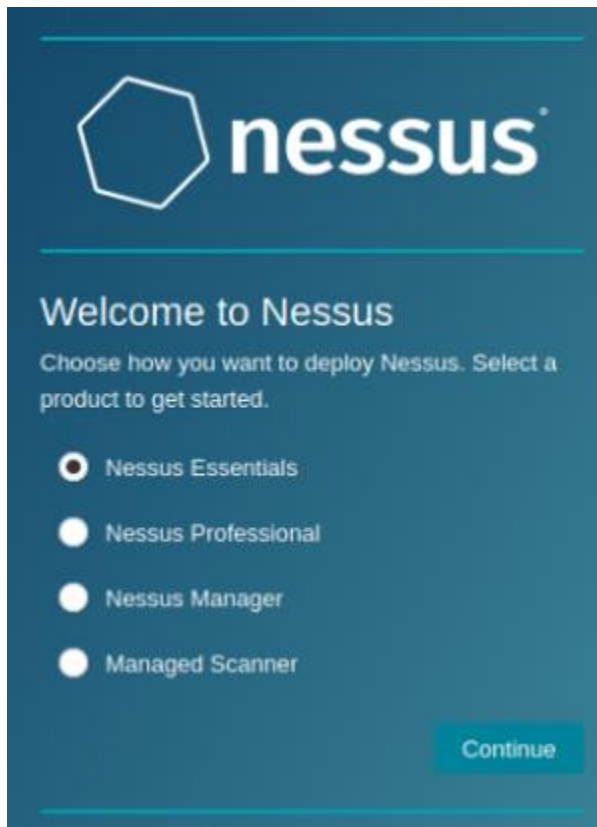 nessus
Welcome to Nessus
Choose how you want to deploy Nessus. Select a
product to get started.
Nessus Essentials
Nessus Professional
Nessus Manager
Managed Scanner
Continue